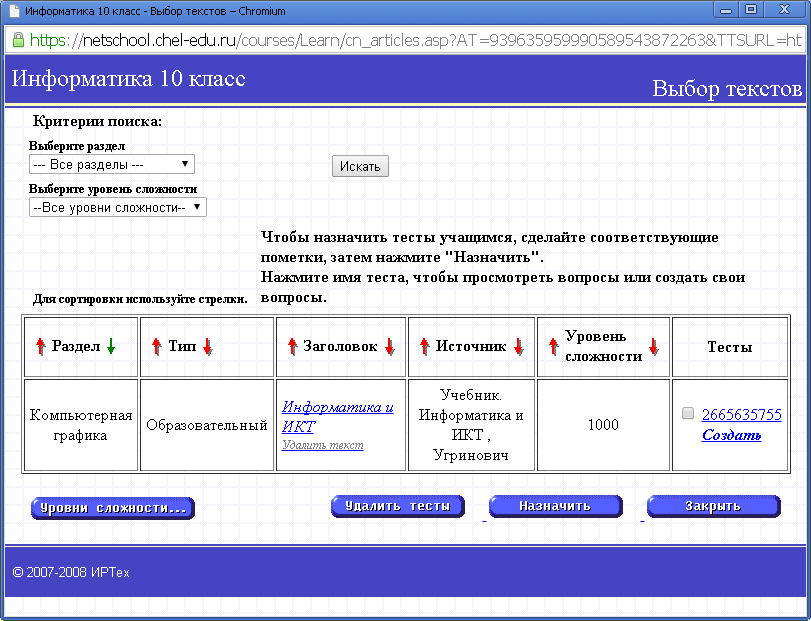 Информатика 10 класс - Выбор текстов – Chromium
https://netschool.chel-edu.ru/courses/Learn/cn_articles.asp?AT=939635959990589543872263&TTSURL=ht
Информатика 10 класс
Выбор текстов
Критерии поиска:
Выберите раздел
--- Все разделы ---
Искать
Выберите уровень сложности
--Все уровни сложности--
Чтобы назначить тесты учащимся, сделайте соответствующие
пометки, затем нажмите "Назначить".
Нажмите имя теста, чтобы просмотреть вопросы или создать свои
вопросы.
Для сортировки используйте стрелки.
Раздел
Тип
Заголовок
Источник
Уровень
сложности
Тесты
Компьютерная
графика
Образовательный
Информатика и
ИКТ
Удалить текст
Учебник.
Информатика и
ИКТ ,
Угринович
1000
2665635755
Создать
Уровни сложности...
Удалить тесты
Назначить
Закрыть
© 2007-2008 ИРТех